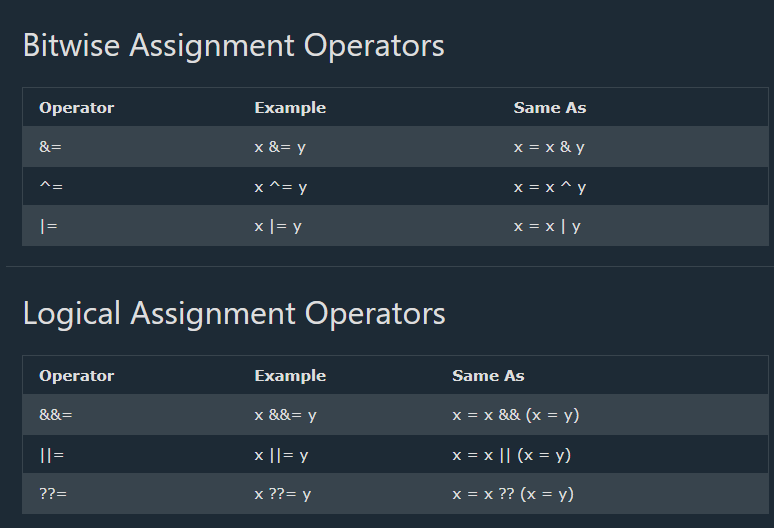 Bitwise Assignment Operators
Operator Example Same As
&= x &= y x = x & y
^= x ^= y x = x ^ y
|= x |= y x = x | y
Logical Assignment Operators
Operator Example Same As
&&= x &&= y x = x && (x = y)
||= x ||= y x = x || (x = y)
??= x ??= y x = x ?? (x = y)